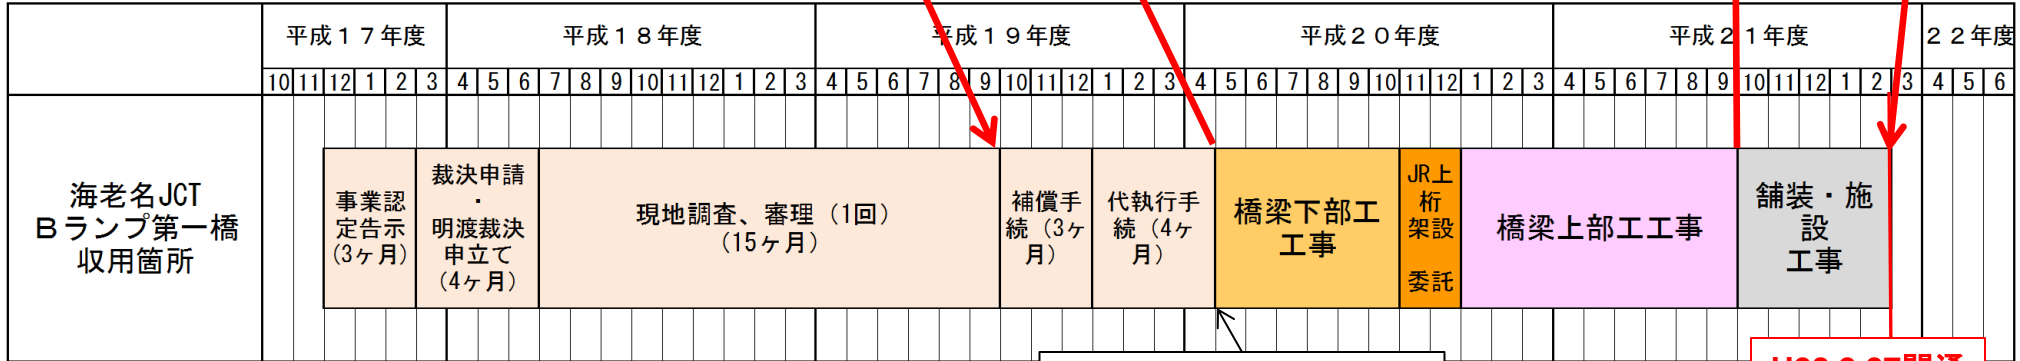 平成１７年度 平成１８年度 平成１９年度 平成２０年度 平成２１年度 ２２年度
10 11 12 1 2 3 4 5 6 7 8 9 10 11 12 1 2 3 4 5 6 7 8 9 10 11 12 1 2 3 4 5 6 7 8 9 10 11 12 1 2 3 4 5 6 7 8 9 10 11 12 1 2 3 4 5 6
海老名JCT
Ｂランプ第一橋
収用箇所
事業認
定告示
(3ヶ月)
裁決申請
・
明渡裁決
申立て
(4ヶ月)
現地調査、審理（1回）
(15ヶ月)
補償手
続（3ヶ
月）
代執行手
続（4ヶ
月）
橋梁下部工
工事
JR上
桁
架設
委託
橋梁上部工工事
舗装・施
設
工事